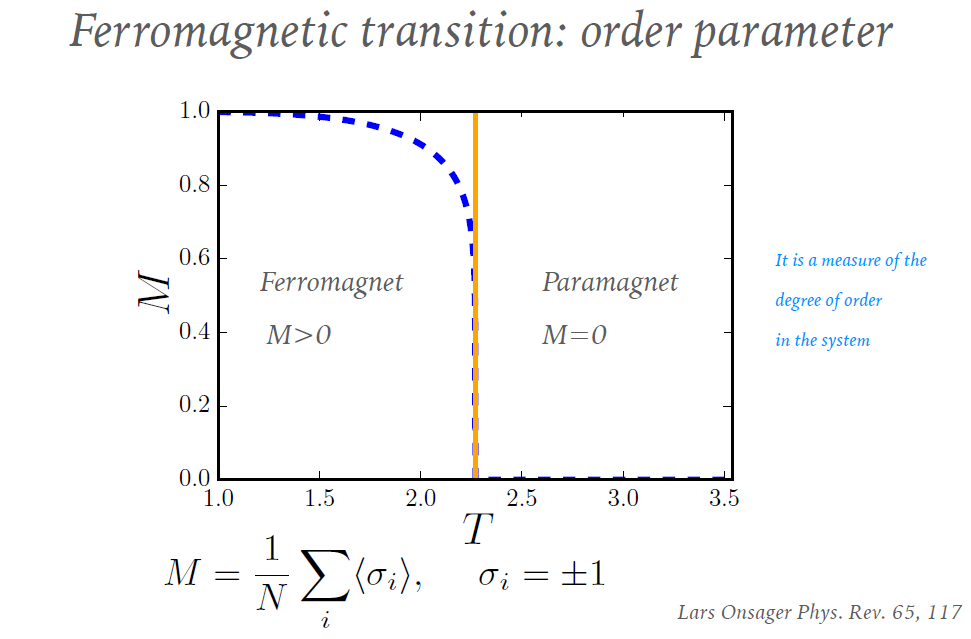 Ferromagnetic transition: order parameter
1.0
0.8
0.6
0.4
0.2
0.0
M
Ferromagnet
M>0
Paramagnet
M=0
It is a measure of the
degree of order
in the system
1.0 1.5 2.0 2.5 3.0 3.5
T
M = \frac{1}{N} \sum_i ⟨σ_i⟩, σ_i = ±1
Lars Onsager Phys. Rev. 65, 117